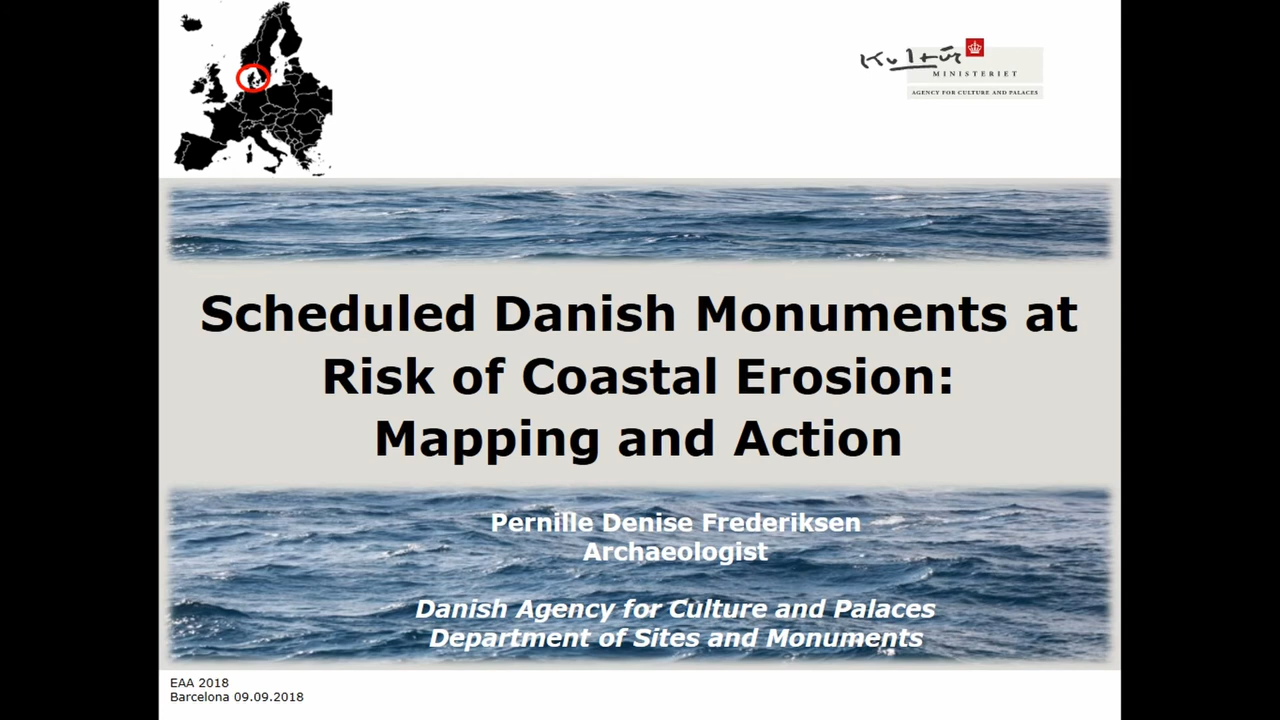 Kultur
MINISTERIET
AGENCY FOR CULTURE AND PALACES
Scheduled Danish Monuments at
Risk of Coastal Erosion:
Mapping and Action
Pernille Denise Frederiksen
Archaeologist
Danish Agency for Culture and Palaces
Department of Sites and Monuments
EAA 2018
Barcelona 09.09.2018